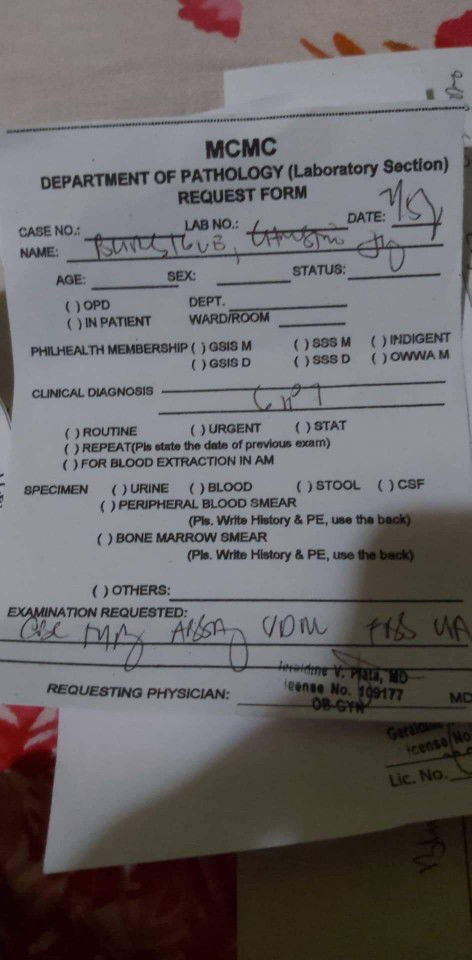 MCMC
DEPARTMENT OF PATHOLOGY (Laboratory Section)
REQUEST FORM
CASE NO.: LAB NO.: DATE:
NAME:
AGE: SEX: STATUS:
( ) OPD DEPT.
( ) IN PATIENT WARD/ROOM
PHILHEALTH MEMBERSHIP ( ) GSIS M ( ) SSS M ( ) INDIGENT
( ) GSIS D ( ) SSS D ( ) OWWA M
CLINICAL DIAGNOSIS
( ) ROUTINE ( ) URGENT ( ) STAT
( ) REPEAT(Pls state the date of previous exam)
( ) FOR BLOOD EXTRACTION IN AM
SPECIMEN ( ) URINE ( ) BLOOD ( ) STOOL ( ) CSF
( ) PERIPHERAL BLOOD SMEAR
(Pls. Write History & PE, use the back)
( ) BONE MARROW SMEAR
(Pls. Write History & PE, use the back)
( ) OTHERS:
EXAMINATION REQUESTED:
CBC UA
V. Plata, MD
License No. 109177
REQUESTING PHYSICIAN: OB-GYN MD
Lic. No.